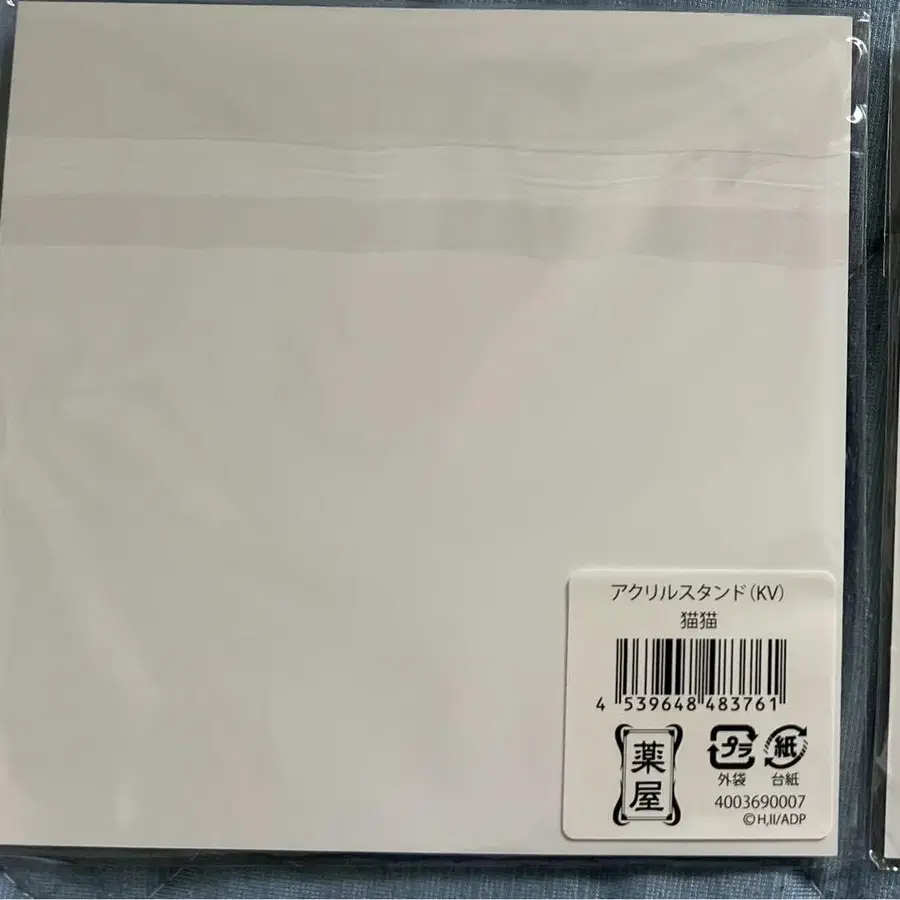 アクリルスタンド(KV)
猫猫
4 539648 483761
薬屋
プラ 紙
外袋 台紙
4003690007
©H,II/ADP